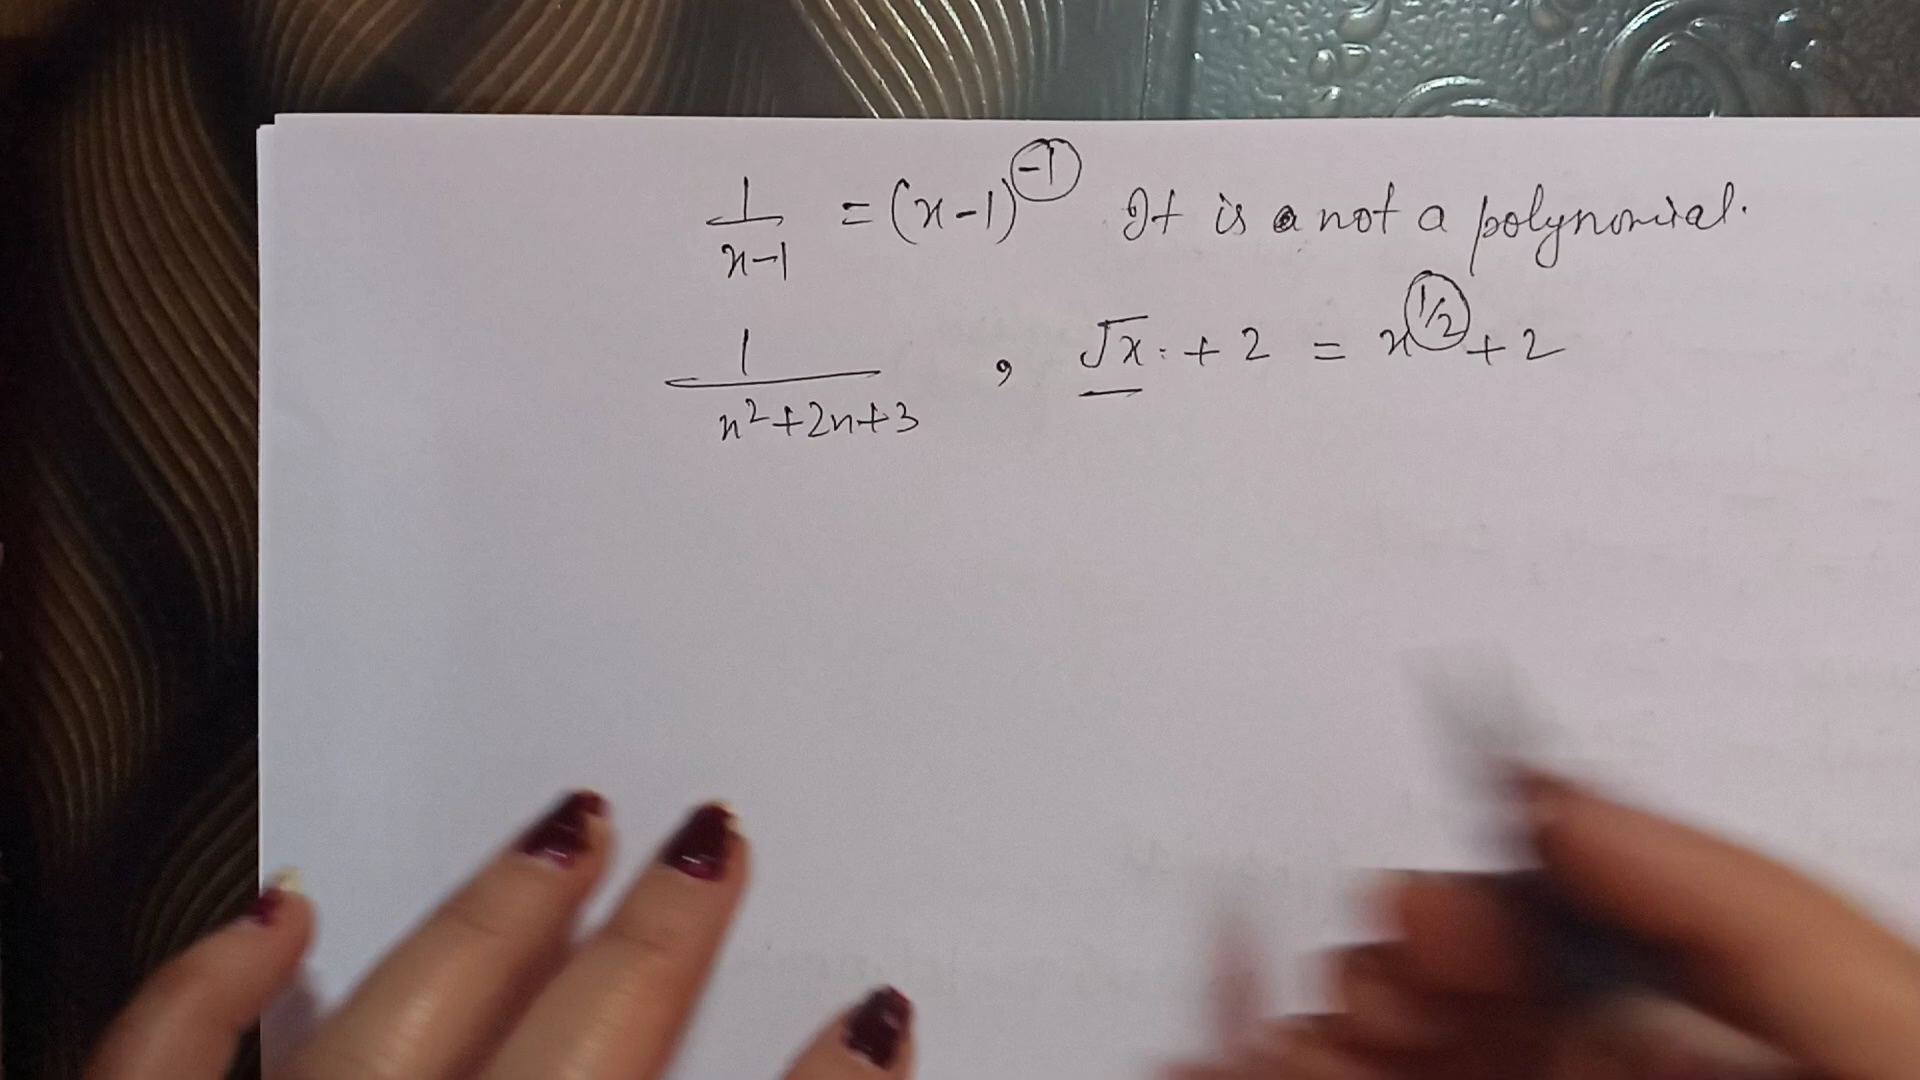 1/(x-1) = (x-1)^-1 It is a not a polynomial.
1/(x²+2x+3) , √x. + 2 = x^1/2 + 2